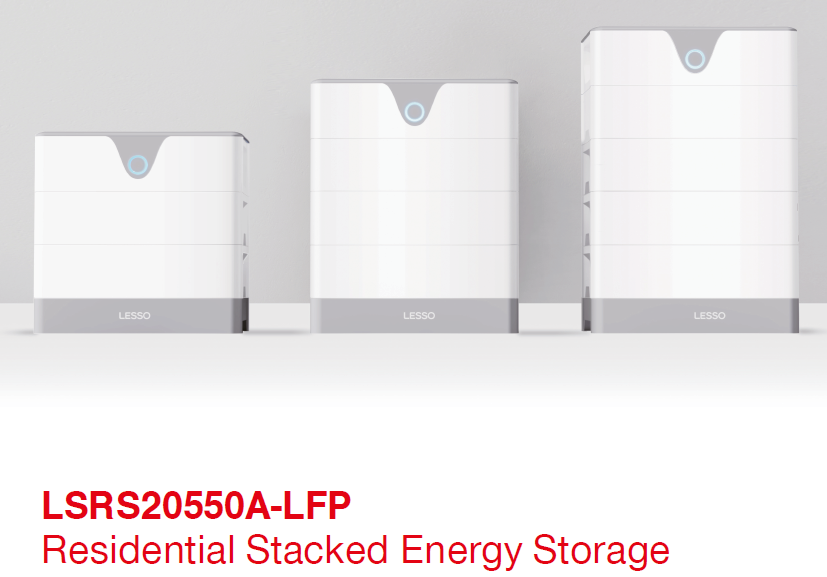 LESSO
LESSO
LESSO
LSRS20550A-LFP
Residential Stacked Energy Storage